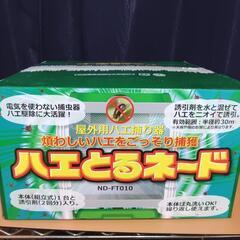 電気を使わない捕虫器
ハエ駆除に大活躍!
誘引剤を水と混ぜて
ハエをニオイで誘引。
有効範囲:半径約30m
屋外用ハエ捕り器
煩わしいハエをごっそり捕獲
ハエとるネード
ND-FT010
本体(組立式)1台と
誘引剤(2回分)入り。
本体は丸洗いOK!
繰り返し使えます。